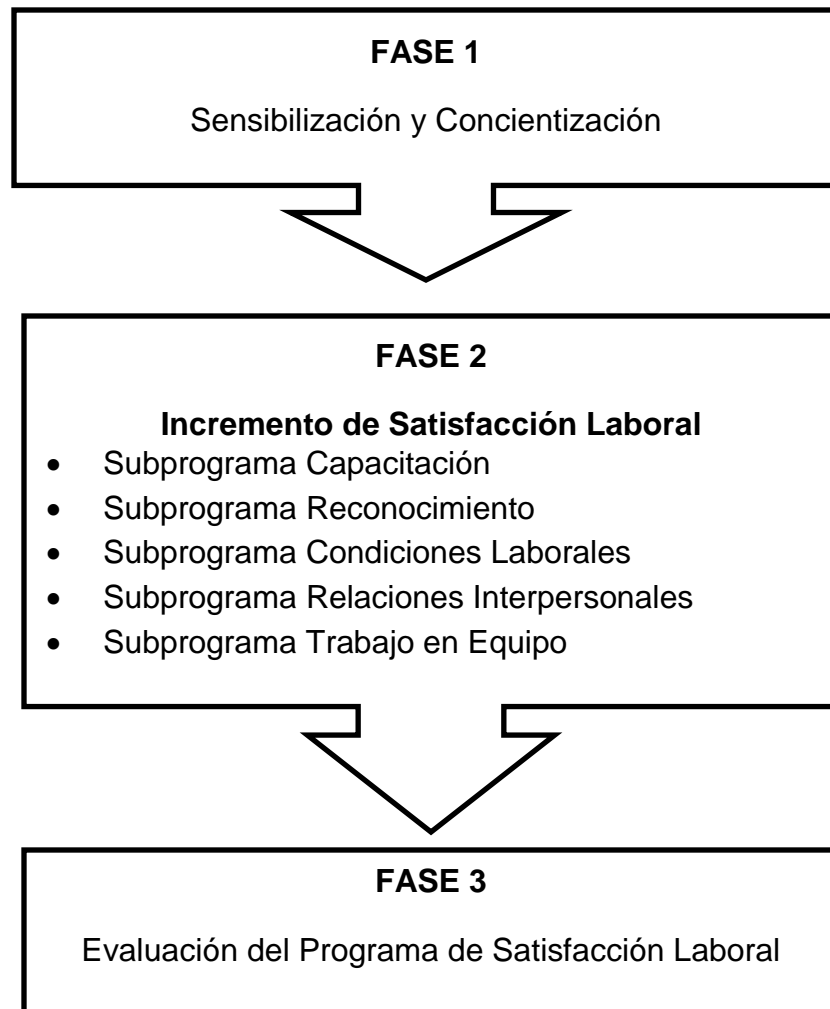 FASE 1
Sensibilización y Concientización
FASE 2
Incremento de Satisfacción Laboral
• Subprograma Capacitación
• Subprograma Reconocimiento
• Subprograma Condiciones Laborales
• Subprograma Relaciones Interpersonales
• Subprograma Trabajo en Equipo
FASE 3
Evaluación del Programa de Satisfacción Laboral